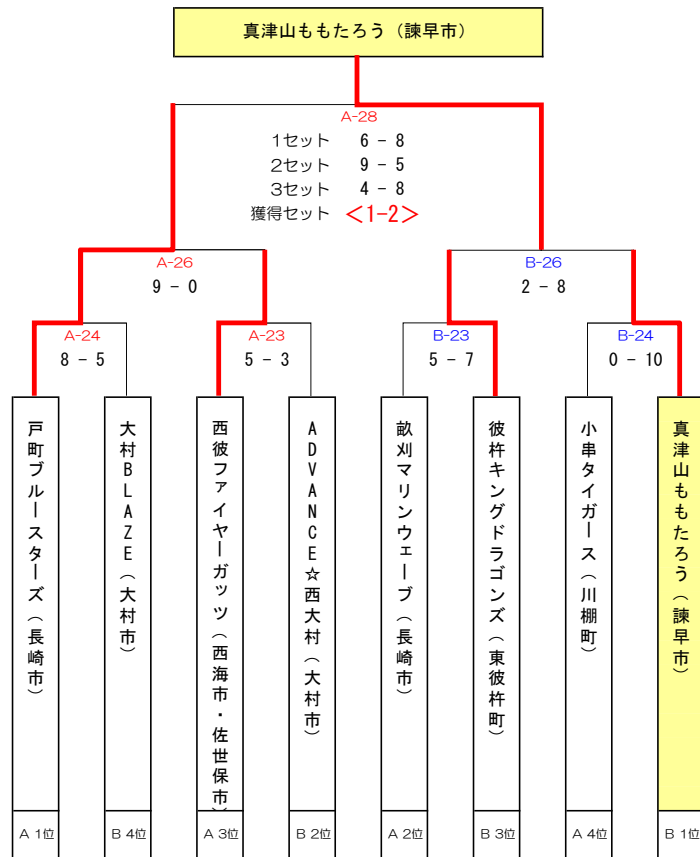 真津山ももたろう（諫早市）
A-28
1セット 6 － 8
2セット 9 － 5
3セット 4 － 8
獲得セット ＜1-2＞
A-26
9 － 0
B-26
2 － 8
A-24
8 － 5
A-23
5 － 3
B-23
5 － 7
B-24
0 － 10
戸町ブルースターズ（長崎市）
大村BLAZE（大村市）
西彼ファイヤーガッツ（西海市・佐世保市）
ADVANCE☆西大村（大村市）
畝刈マリンウェーブ（長崎市）
彼杵キングドラゴンズ（東彼杵町）
小串タイガース（川棚町）
真津山ももたろう（諫早市）
A 1位
B 4位
A 3位
B 2位
A 2位
B 3位
A 4位
B 1位